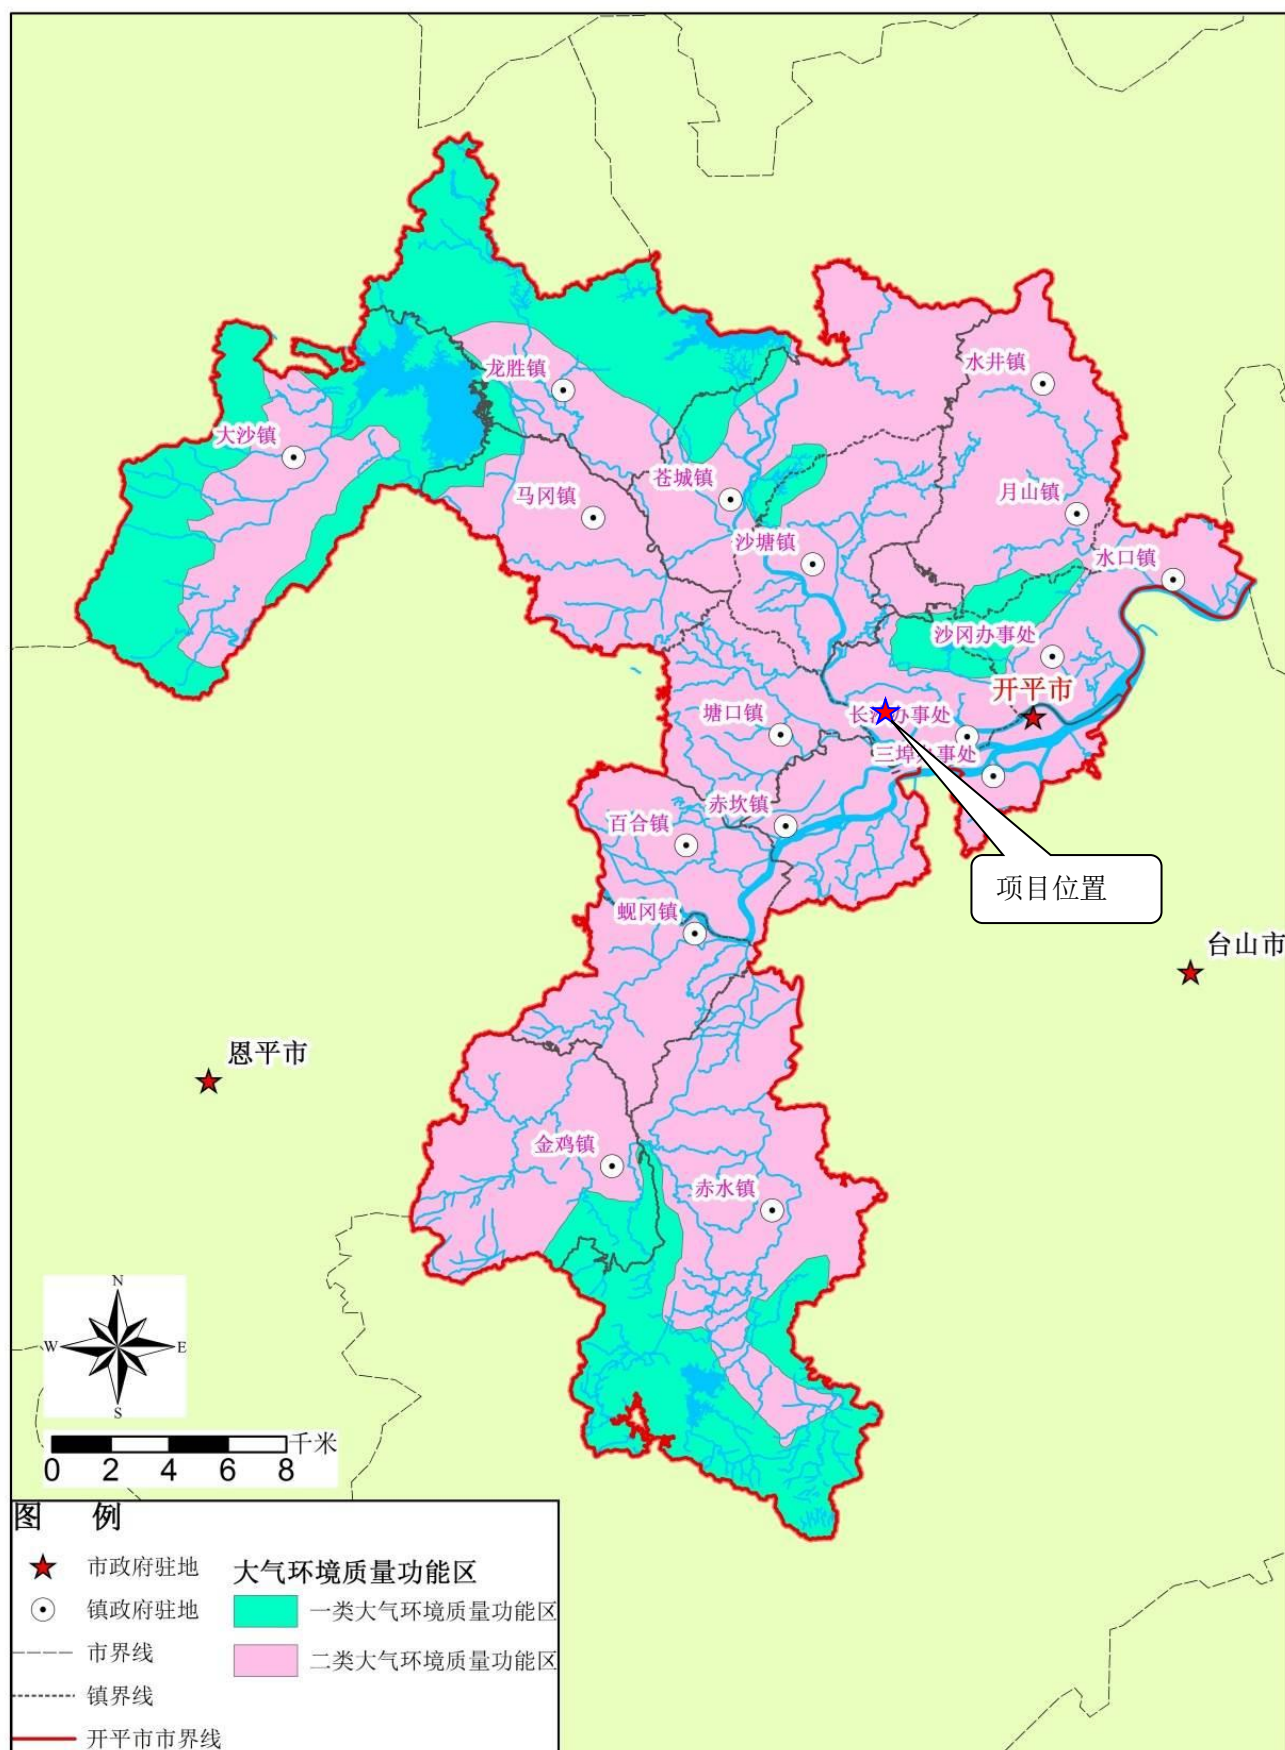 龙胜镇
水井镇
大沙镇
苍城镇
马冈镇
月山镇
沙塘镇
水口镇
沙冈办事处
开平市
塘口镇
长沙办事处
三埠办事处
赤坎镇
百合镇
项目位置
蚬冈镇
台山市
恩平市
金鸡镇
赤水镇
N
W E
S
千米
0 2 4 6 8
图 例
市政府驻地
大气环境质量功能区
镇政府驻地
一类大气环境质量功能区
市界线
二类大气环境质量功能区
镇界线
开平市市界线